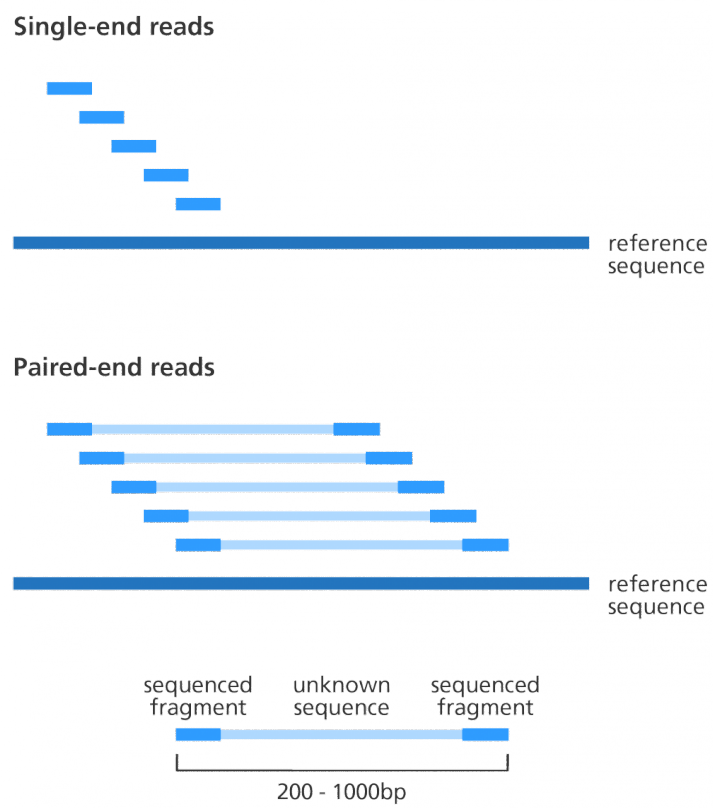 Single-end reads
reference
sequence
Paired-end reads
reference
sequence
sequenced
fragment
unknown
sequence
sequenced
fragment
200 - 1000bp